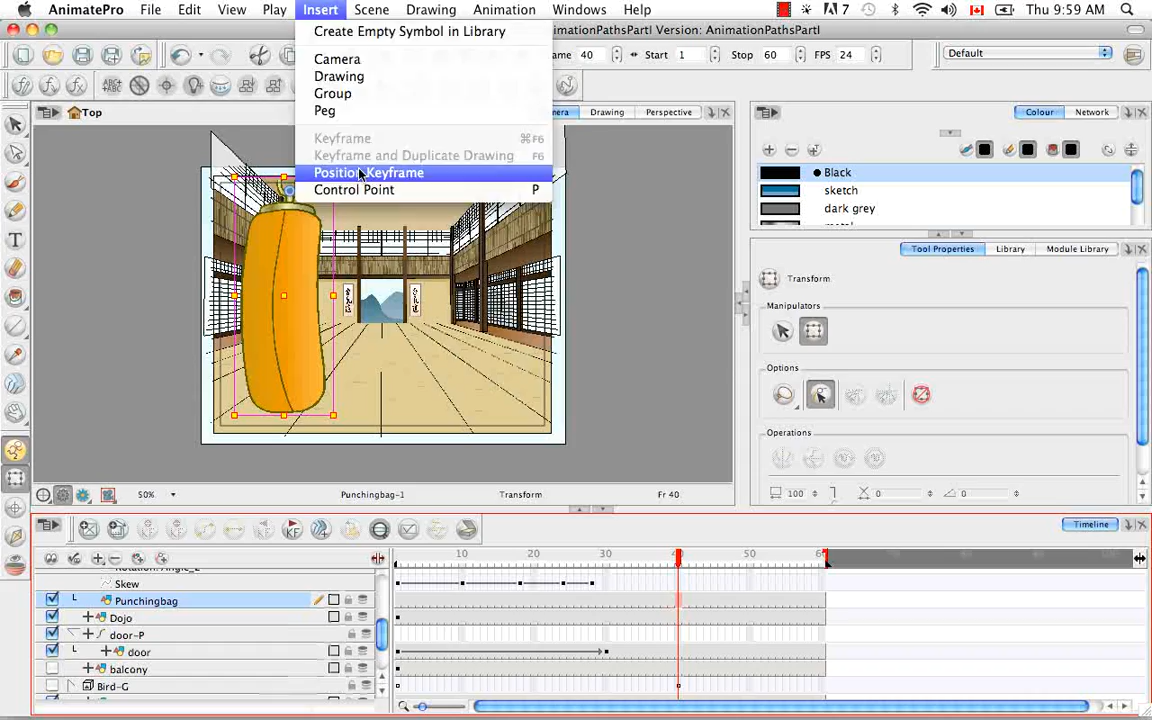 AnimatePro File Edit View Play Insert Scene Drawing Animation Windows Help 7 Thu 9:59 AM
Create Empty Symbol in Library
nimationPathsPartI Version: AnimationPathsPartI
ame 40 Start 1 Stop 60 FPS 24 Default
Camera
Drawing
Group
Peg
Keyframe ⌘F6
Keyframe and Duplicate Drawing F6
Position Keyframe
Control Point P
Top
mera Drawing Perspective
Colour Network
Black
sketch
dark grey
Tool Properties Library Module Library
Transform
Manipulators
Options
Operations
100 X 0 0
50% Punchingbag-1 Transform Fr 40
Timeline
10 20 30
Skew
Punchingbag
Dojo
door-P
door
balcony
Bird-G